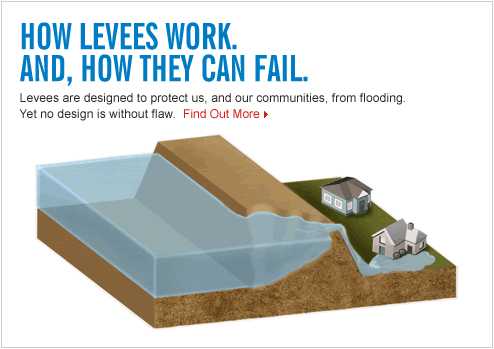 HOW LEVEES WORK.
AND, HOW THEY CAN FAIL.
Levees are designed to protect us, and our communities, from flooding.
Yet no design is without flaw. Find Out More